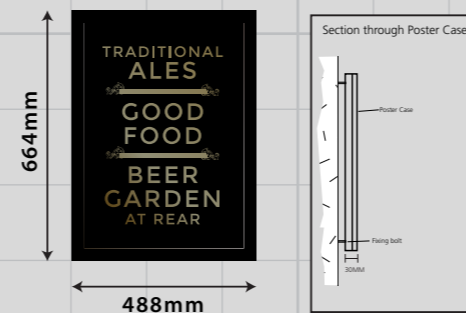 664mm
TRADITIONAL
ALES
GOOD
FOOD
BEER
GARDEN
AT REAR
488mm
Section through Poster Case
Poster Case
Fixing bolt
30MM